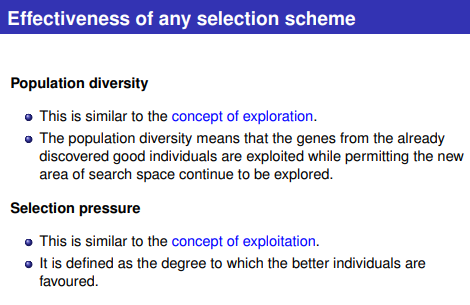 Effectiveness of any selection scheme
Population diversity
This is similar to the concept of exploration.
The population diversity means that the genes from the already
discovered good individuals are exploited while permitting the new
area of search space continue to be explored.
Selection pressure
This is similar to the concept of exploitation.
It is defined as the degree to which the better individuals are
favoured.